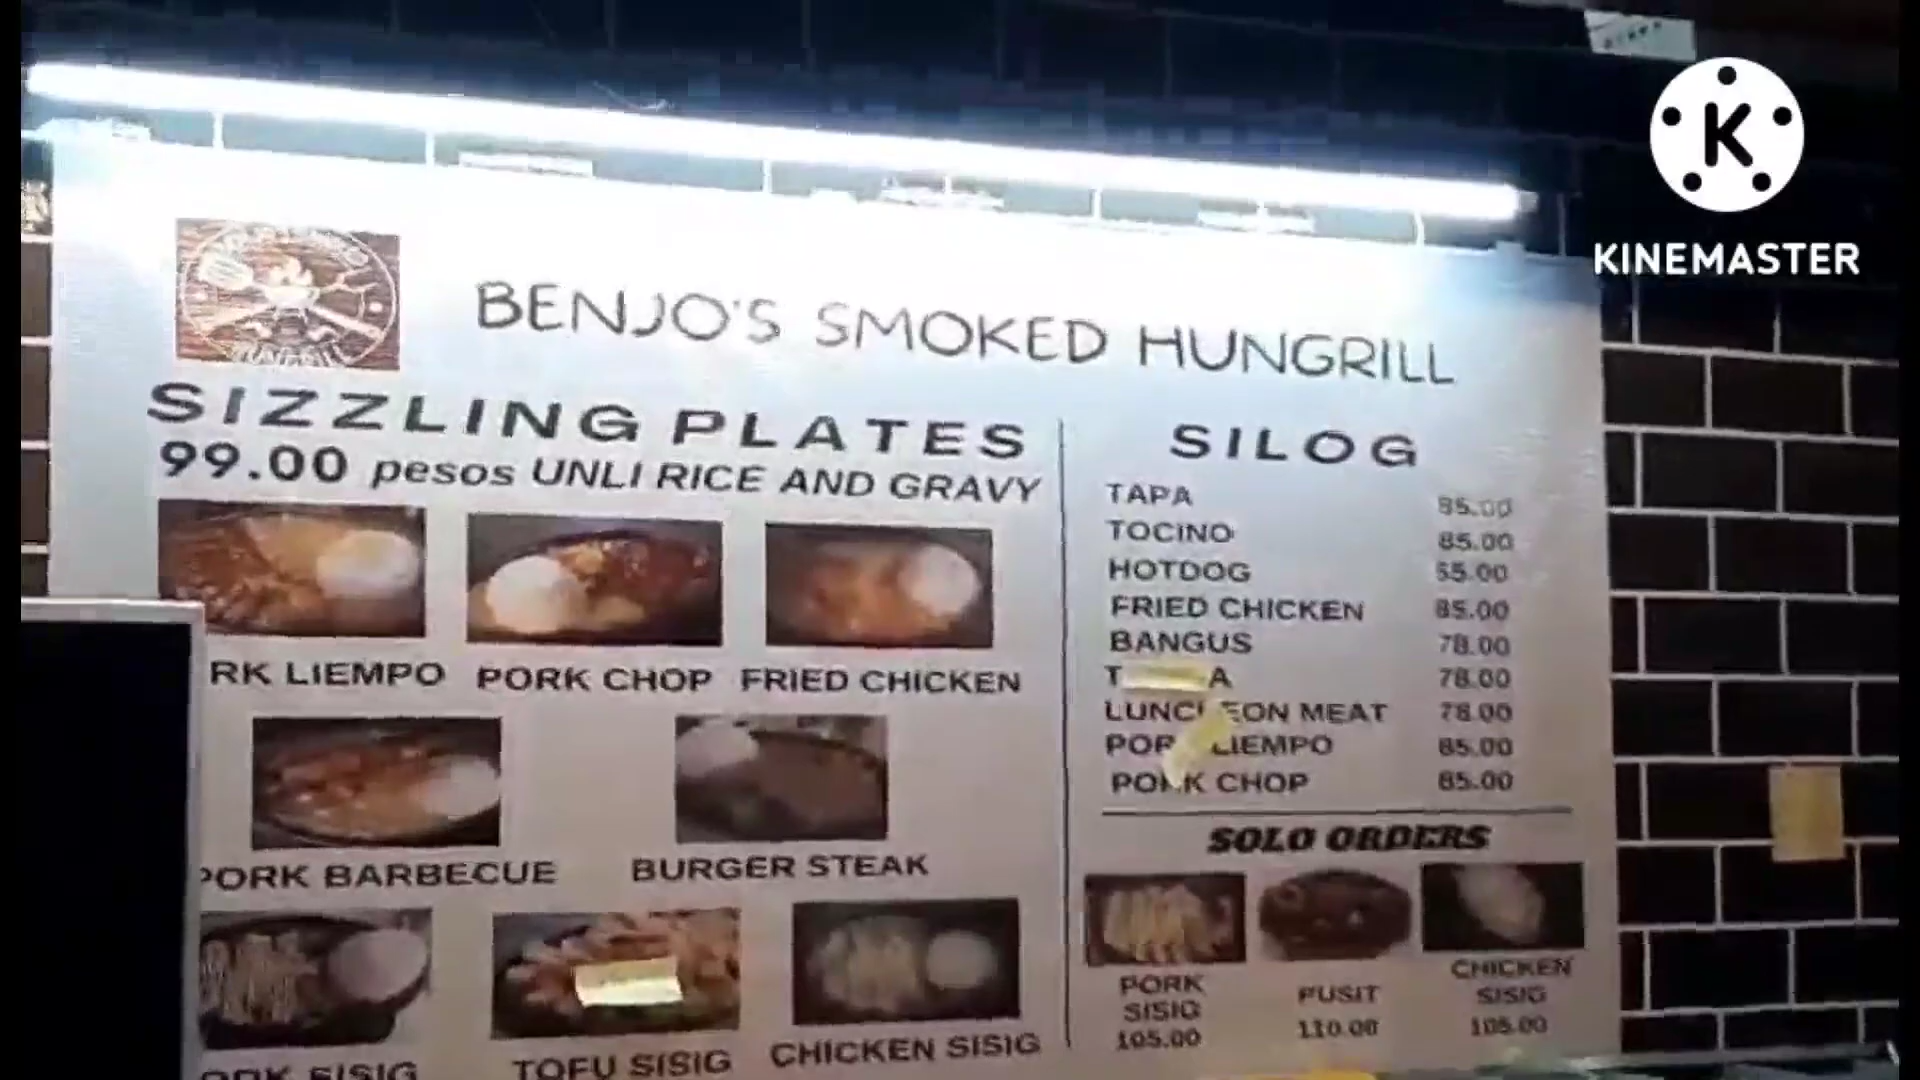 KINEMASTER
BENJO'S SMOKED HUNGRILL
SIZZLING PLATES
99.00 pesos UNLI RICE AND GRAVY
RK LIEMPO PORK CHOP FRIED CHICKEN
PORK BARBECUE BURGER STEAK
TOFU SISIG CHICKEN SISIG
SILOG
TAPA 85.00
TOCINO 85.00
HOTDOG 55.00
FRIED CHICKEN 85.00
BANGUS 78.00
78.00
LUNCHEON MEAT 78.00
PORK LIEMPO 85.00
PORK CHOP 85.00
SOLO ORDERS
PORK SISIG 105.00
PUSIT 110.00
CHICKEN SISIG 105.00